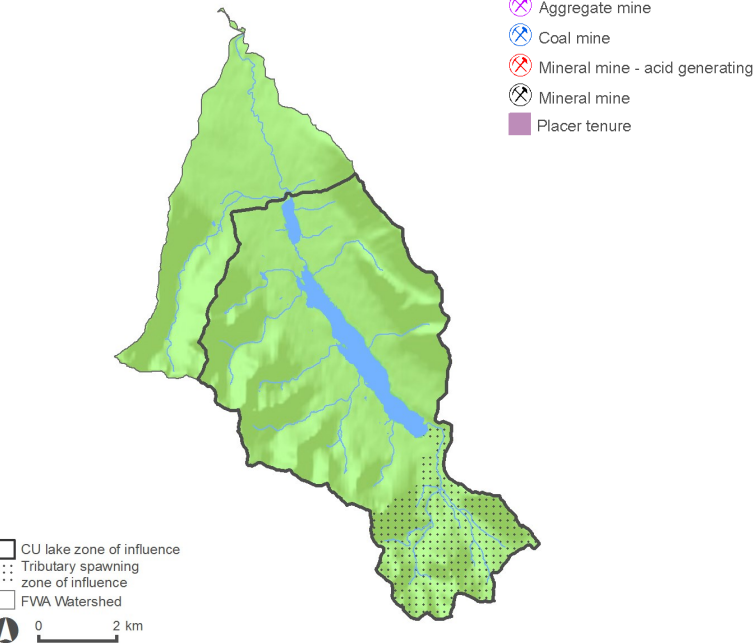 Aggregate mine
Coal mine
Mineral mine - acid generating
Mineral mine
Placer tenure
CU lake zone of influence
Tributary spawning
zone of influence
FWA Watershed
0 2 km